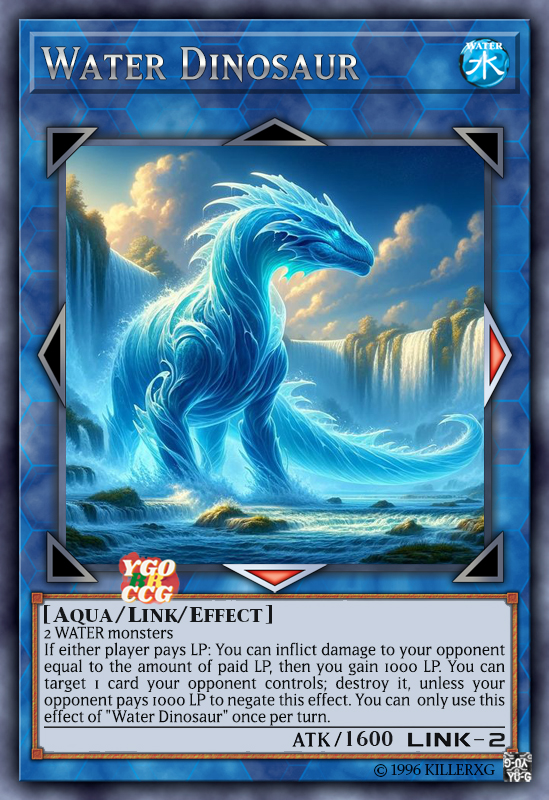 WATER DINOSAUR
WATER
水
YGO
RR
CCG
[AQUA/LINK/EFFECT]
2 WATER monsters
If either player pays LP: You can inflict damage to your opponent
equal to the amount of paid LP, then you gain 1000 LP. You can
target 1 card your opponent controls; destroy it, unless your
opponent pays 1000 LP to negate this effect. You can only use this
effect of "Water Dinosaur" once per turn.
ATK/1600 LINK-2
© 1996 KILLERXG